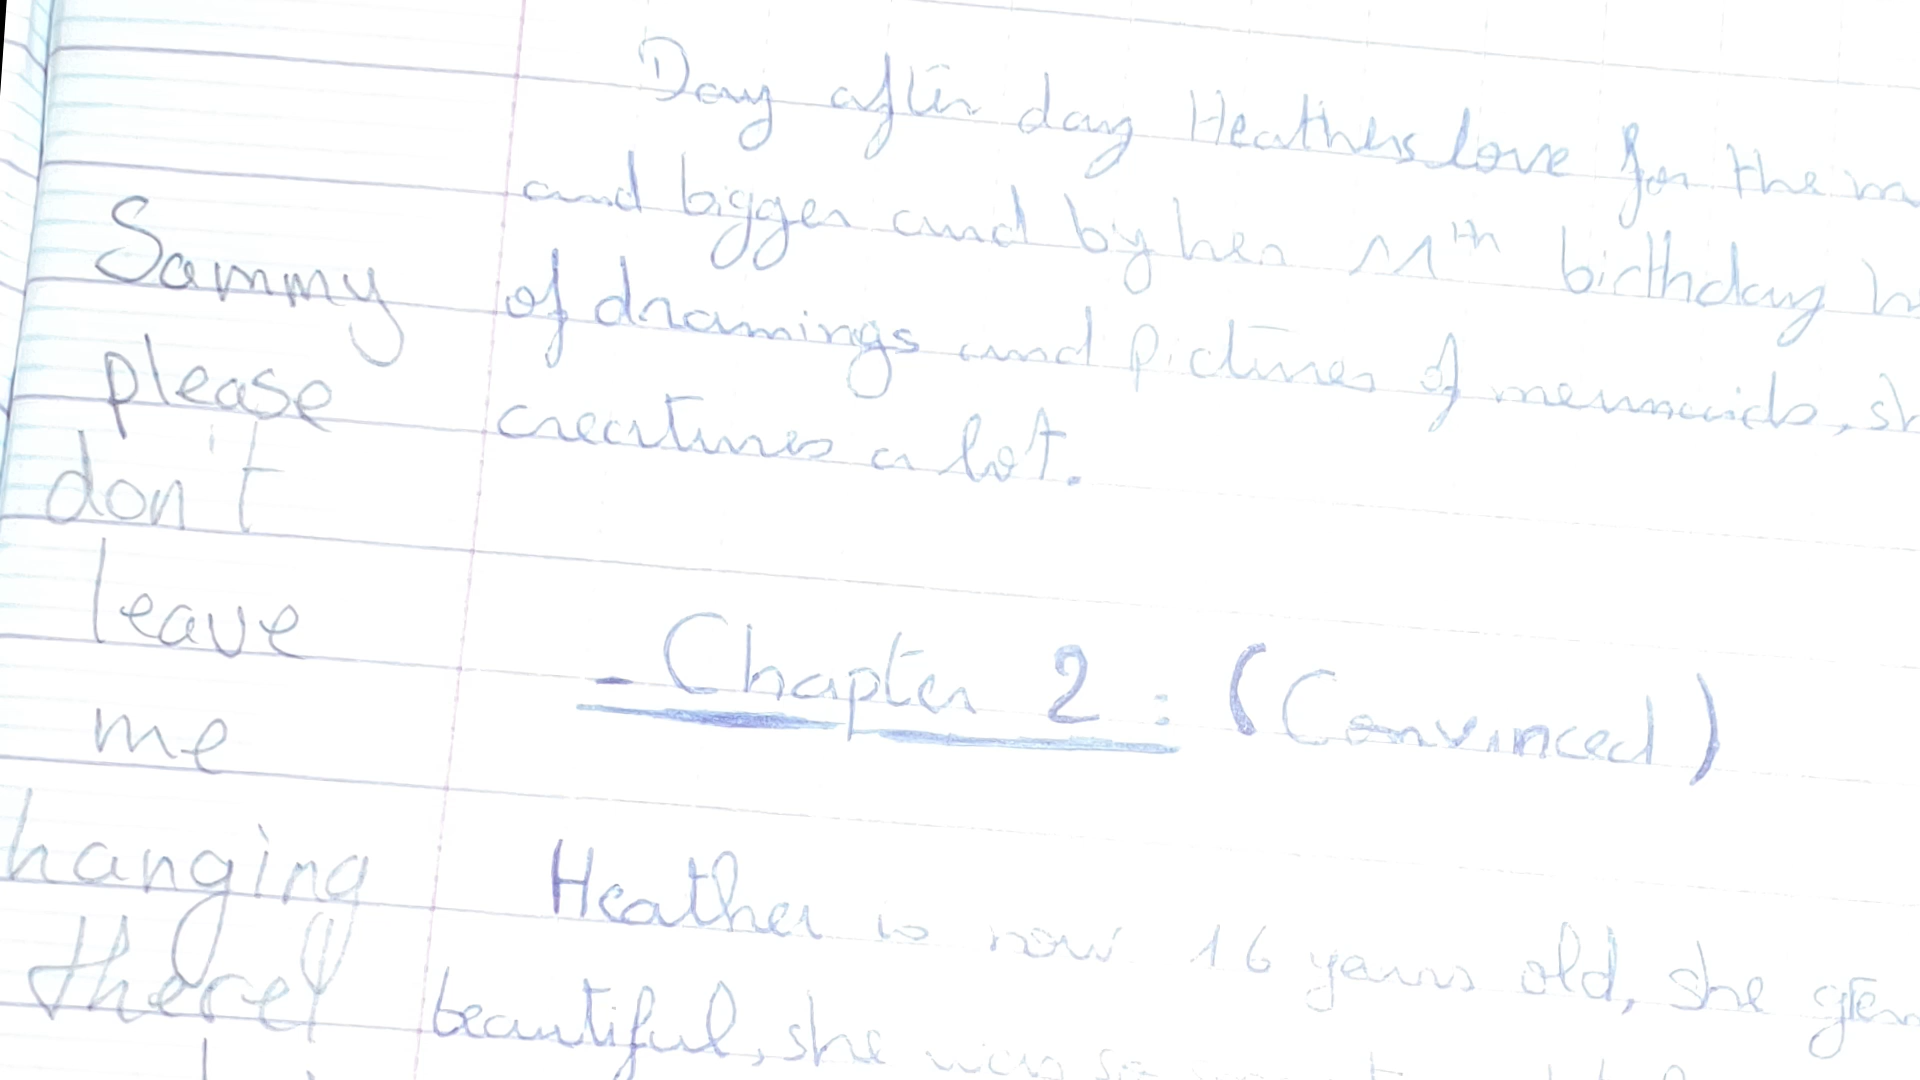 Day after day Heathers love for the
and bigger and by her 11th birthday
of drawings and pictures of mermaids,
creatures a lot.
- Chapter 2 : (Convinced)
Heather is now 16 years old, she
beautiful, she was so
Sammy
please
don't
leave
me
hanging
there